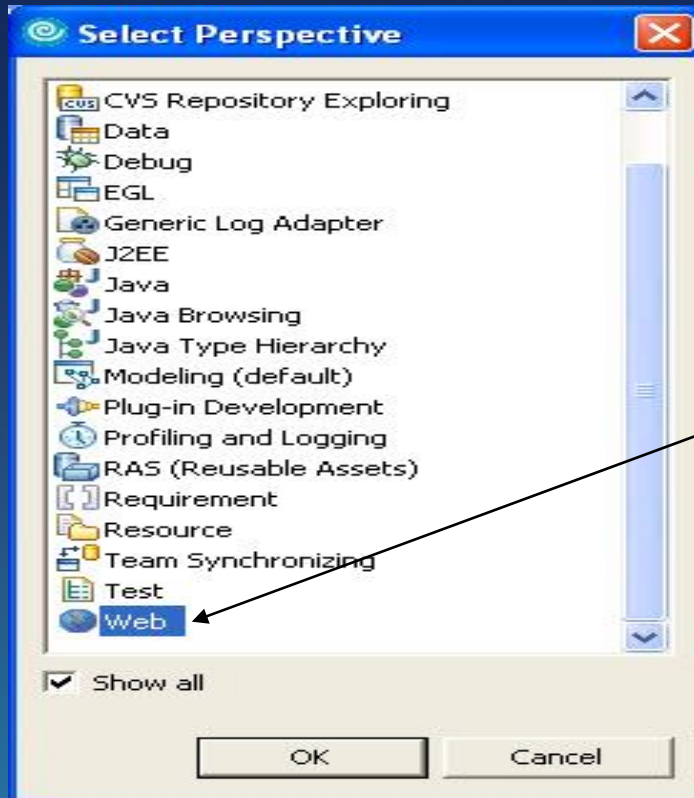 Select Perspective
CVS CVS Repository Exploring
Data
Debug
EGL
Generic Log Adapter
J2EE
Java
Java Browsing
Java Type Hierarchy
Modeling (default)
Plug-in Development
Profiling and Logging
RAS (Reusable Assets)
Requirement
Resource
Team Synchronizing
Test
Web
Show all
OK Cancel